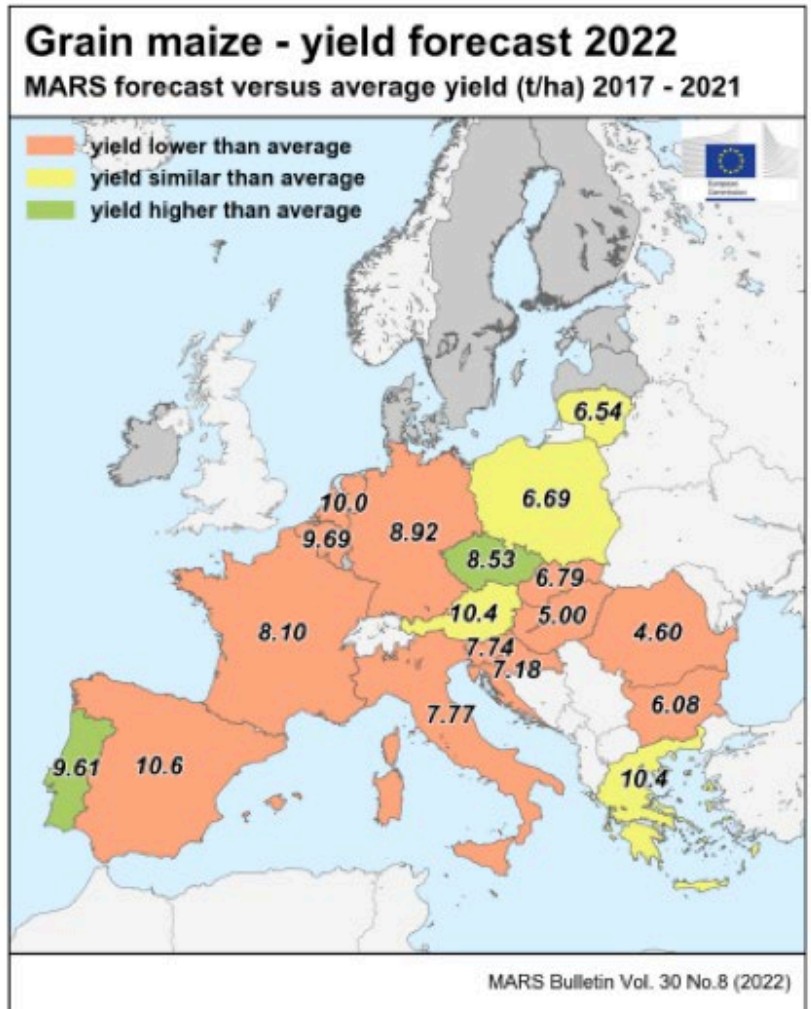 Grain maize - yield forecast 2022
MARS forecast versus average yield (t/ha) 2017 - 2021
yield lower than average
yield similar than average
yield higher than average
European
Commission
6.54
10.0
6.69
9.69
8.92
8.53
6.79
10.4
5.00
8.10
4.60
7.74
7.18
6.08
7.77
9.61
10.6
10.4
MARS Bulletin Vol. 30 No.8 (2022)